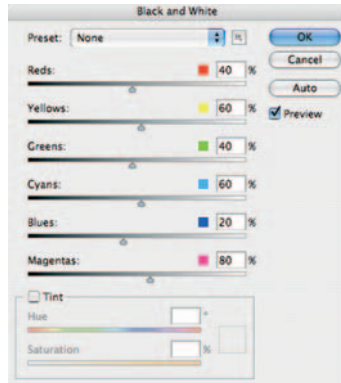 Black and White
Preset: None
OK
Cancel
Auto
Preview
Reds: 40 %
Yellows: 60 %
Greens: 40 %
Cyans: 60 %
Blues: 20 %
Magentas: 80 %
Tint
Hue °
Saturation %